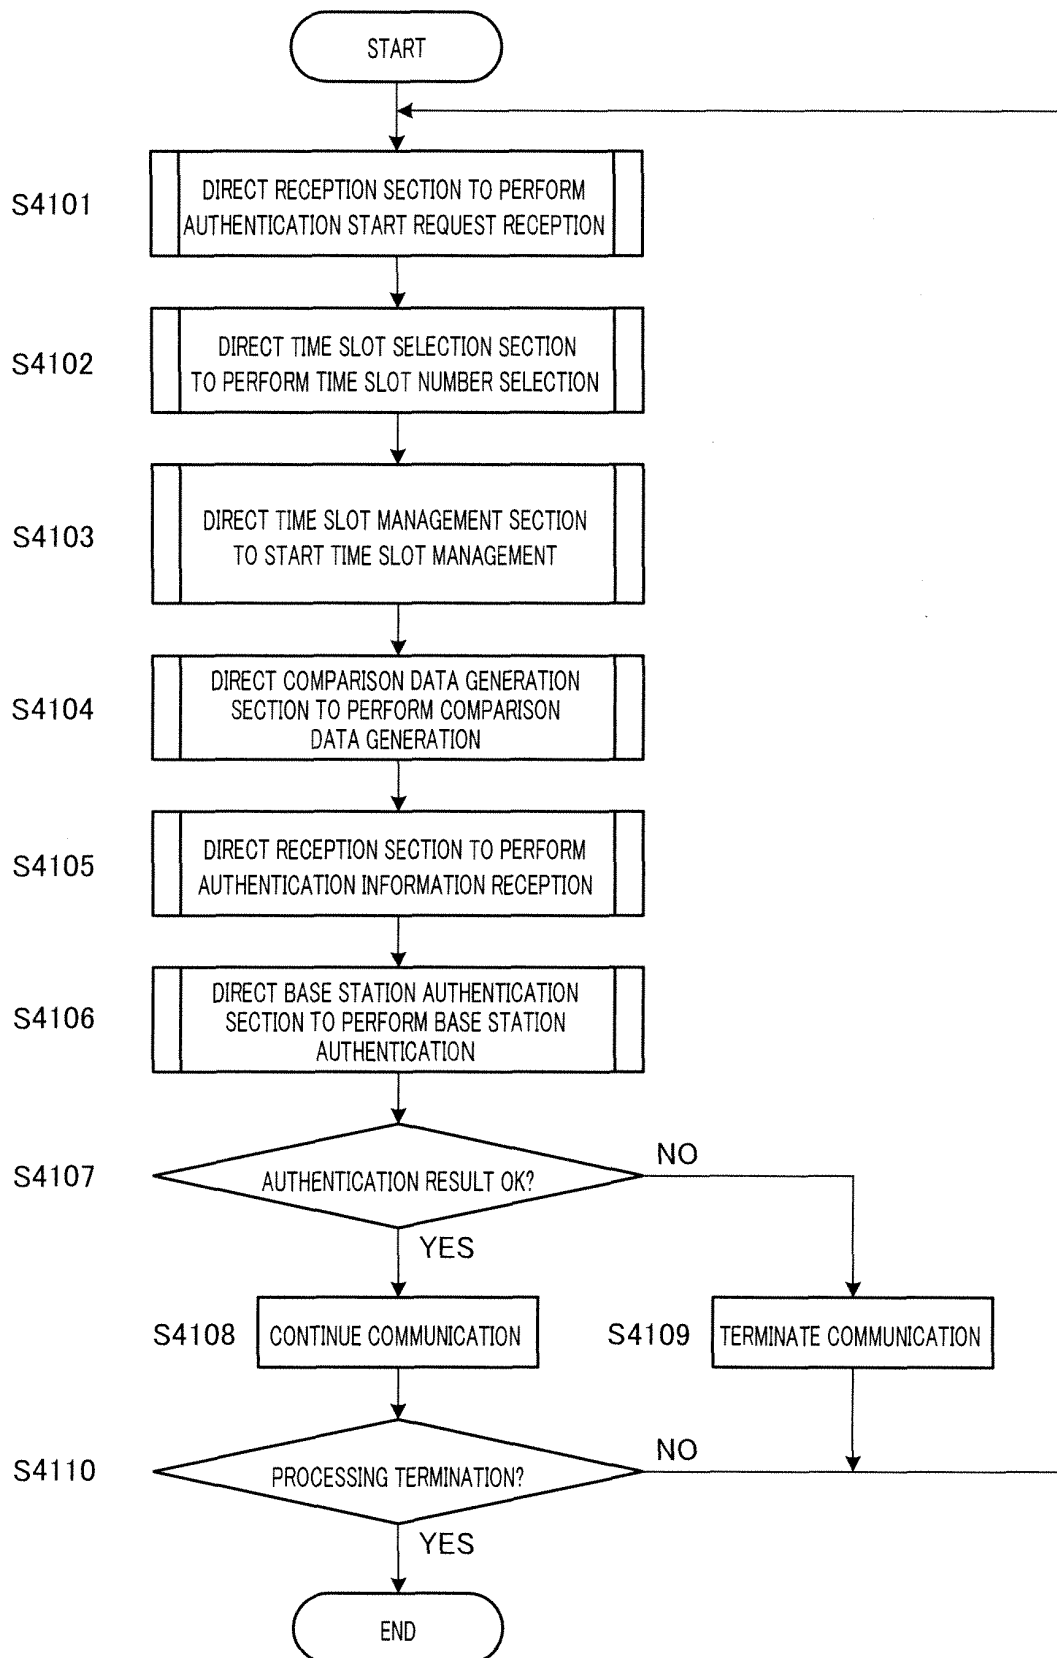 START
S4101
DIRECT RECEPTION SECTION TO PERFORM
AUTHENTICATION START REQUEST RECEPTION
S4102
DIRECT TIME SLOT SELECTION SECTION
TO PERFORM TIME SLOT NUMBER SELECTION
S4103
DIRECT TIME SLOT MANAGEMENT SECTION
TO START TIME SLOT MANAGEMENT
S4104
DIRECT COMPARISON DATA GENERATION
SECTION TO PERFORM COMPARISON
DATA GENERATION
S4105
DIRECT RECEPTION SECTION TO PERFORM
AUTHENTICATION INFORMATION RECEPTION
S4106
DIRECT BASE STATION AUTHENTICATION
SECTION TO PERFORM BASE STATION
AUTHENTICATION
S4107
AUTHENTICATION RESULT OK?
NO
YES
S4108
CONTINUE COMMUNICATION
S4109
TERMINATE COMMUNICATION
S4110
PROCESSING TERMINATION?
NO
YES
END